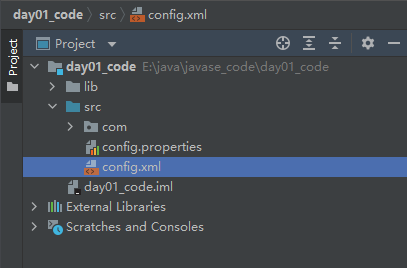 day01_code src config.xml
Project
Project
day01_code E:\java\javase_code\day01_code
lib
src
com
config.properties
config.xml
day01_code.iml
External Libraries
Scratches and Consoles